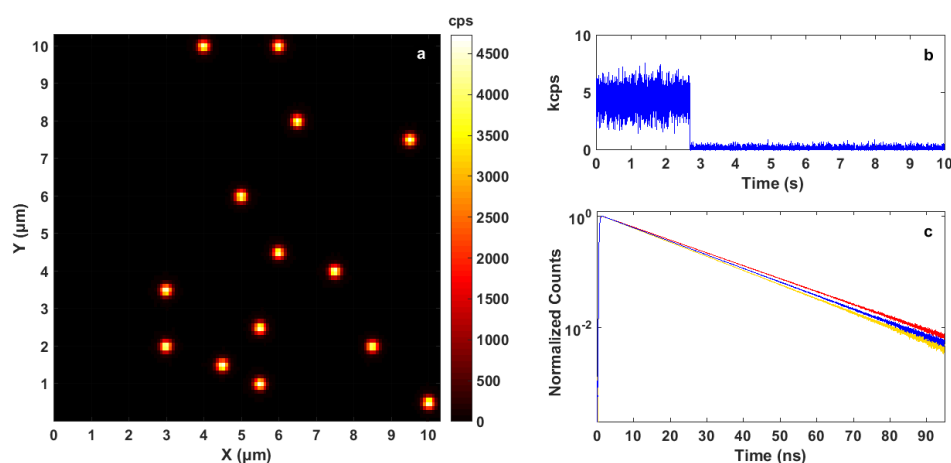 cps
a
10
9
8
7
6
5
4
3
2
1
Y (µm)
0 1 2 3 4 5 6 7 8 9 10
X (µm)
4500
4000
3500
3000
2500
2000
1500
1000
500
0
b
10
5
0
kcps
0 1 2 3 4 5 6 7 8 9 10
Time (s)
c
10⁰
10⁻²
Normalized Counts
0 10 20 30 40 50 60 70 80 90
Time (ns)